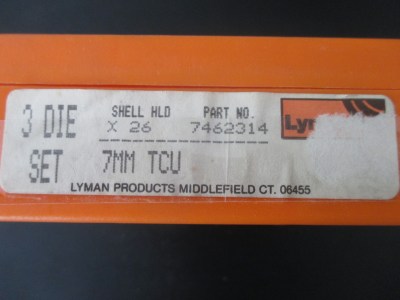 3 DIE SHELL HLD PART NO.
X 26 7462314
SET 7MM TCU
LYMAN PRODUCTS MIDDLEFIELD CT. 06455